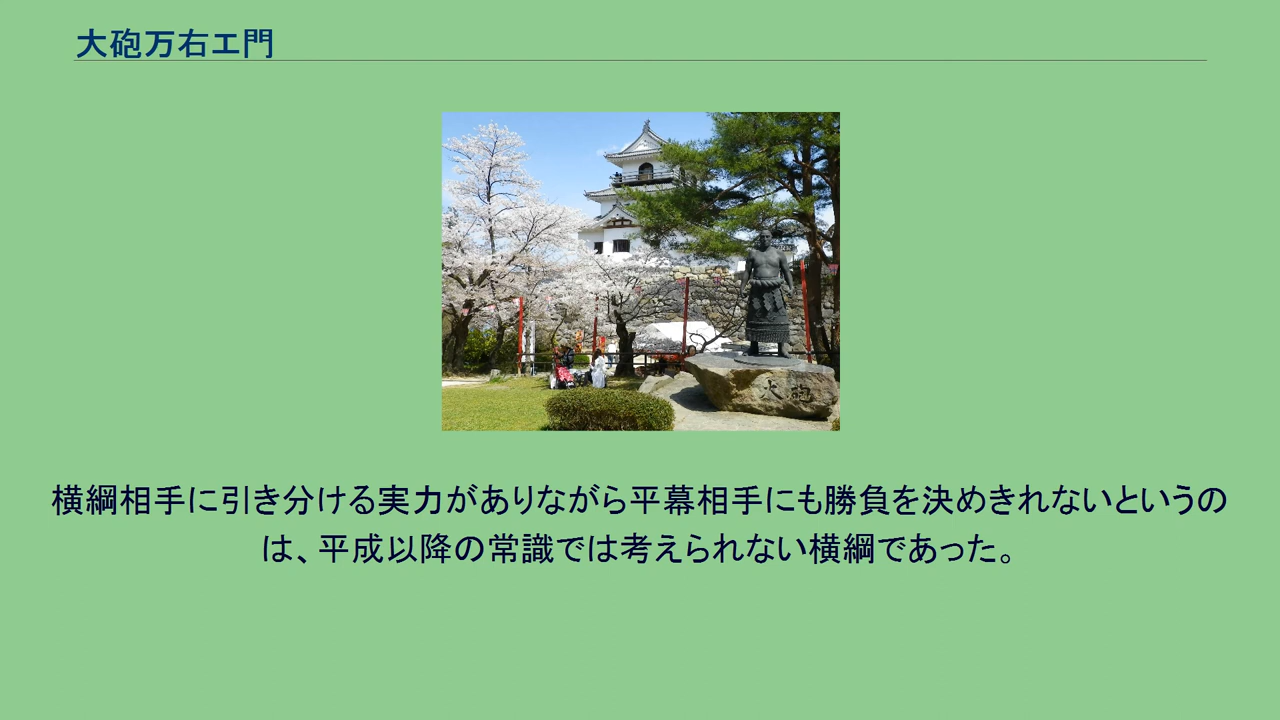 大砲万右エ門
大砲
横綱相手に引き分ける実力がありながら平幕相手にも勝負を決めきれないというの
は、平成以降の常識では考えられない横綱であった。